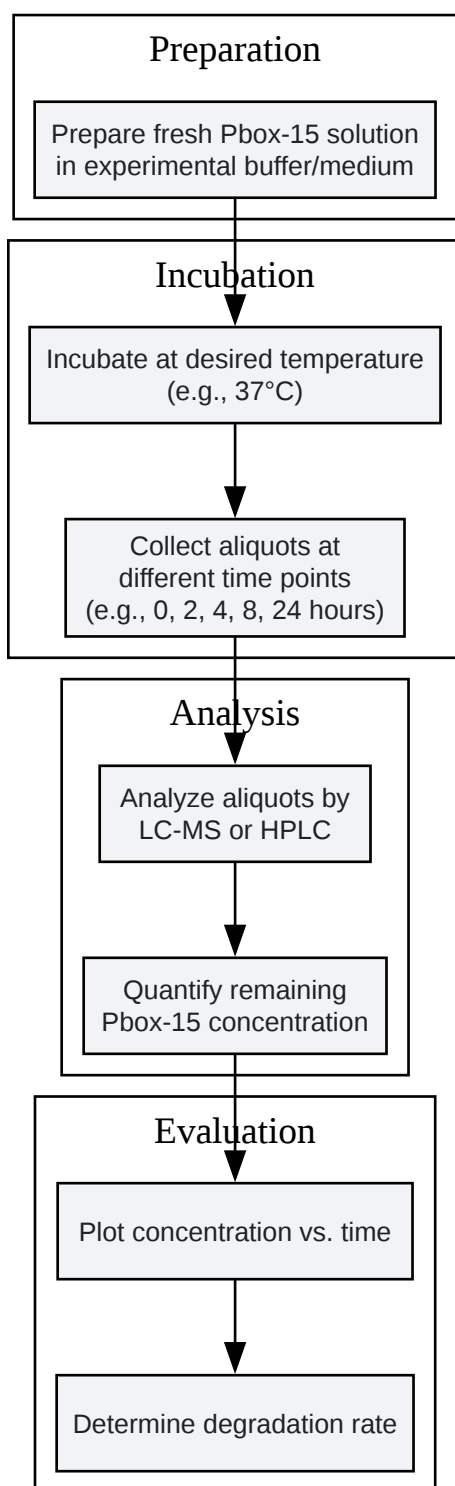 Preparation
Prepare fresh Pbox-15 solution
in experimental buffer/medium
Incubation
Incubate at desired temperature
(e.g., 37°C)
Collect aliquots at
different time points
(e.g., 0, 2, 4, 8, 24 hours)
Analysis
Analyze aliquots by
LC-MS or HPLC
Quantify remaining
Pbox-15 concentration
Evaluation
Plot concentration vs. time
Determine degradation rate